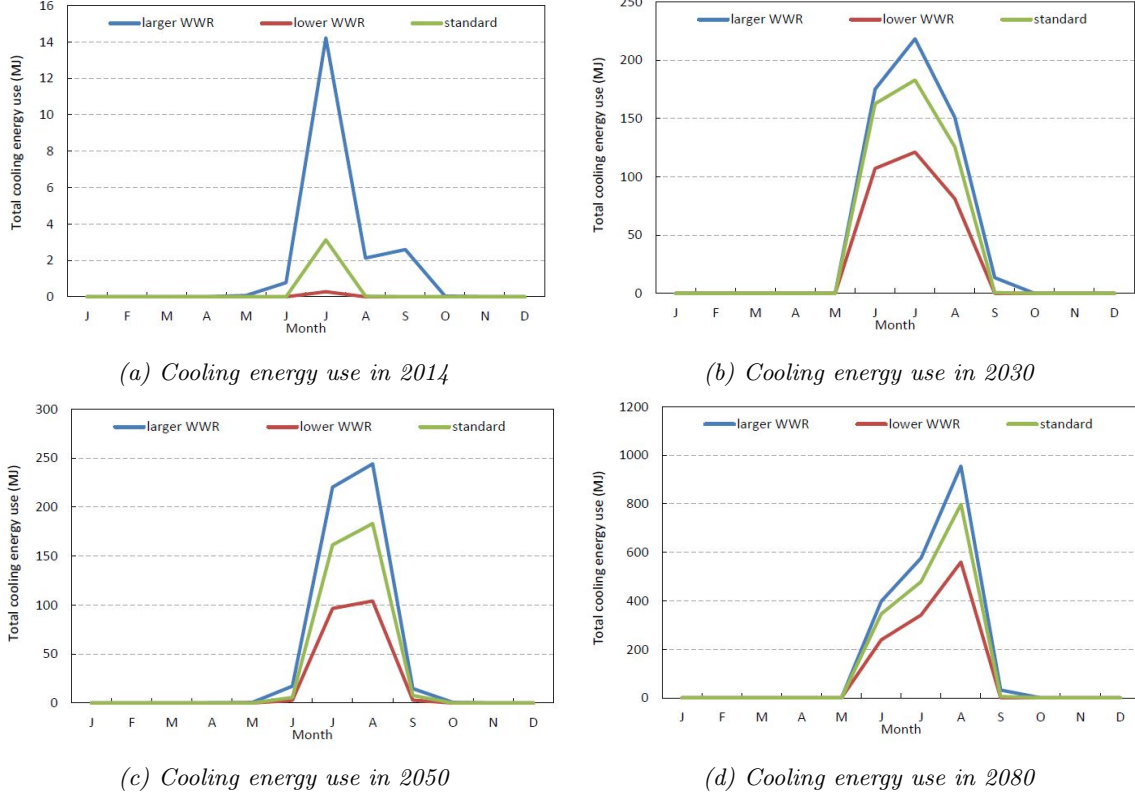 larger WWR lower WWR standard
Total cooling energy use (MJ)
16
14
12
10
8
6
4
2
0
J F M A M J J A S O N D
Month
(a) Cooling energy use in 2014
larger WWR lower WWR standard
Total cooling energy use (MJ)
250
200
150
100
50
0
J F M A M J J A S O N D
Month
(b) Cooling energy use in 2030
larger WWR lower WWR standard
Total cooling energy use (MJ)
300
250
200
150
100
50
0
J F M A M J J A S O N D
Month
(c) Cooling energy use in 2050
larger WWR lower WWR standard
Total cooling energy use (MJ)
1200
1000
800
600
400
200
0
J F M A M J J A S O N D
Month
(d) Cooling energy use in 2080